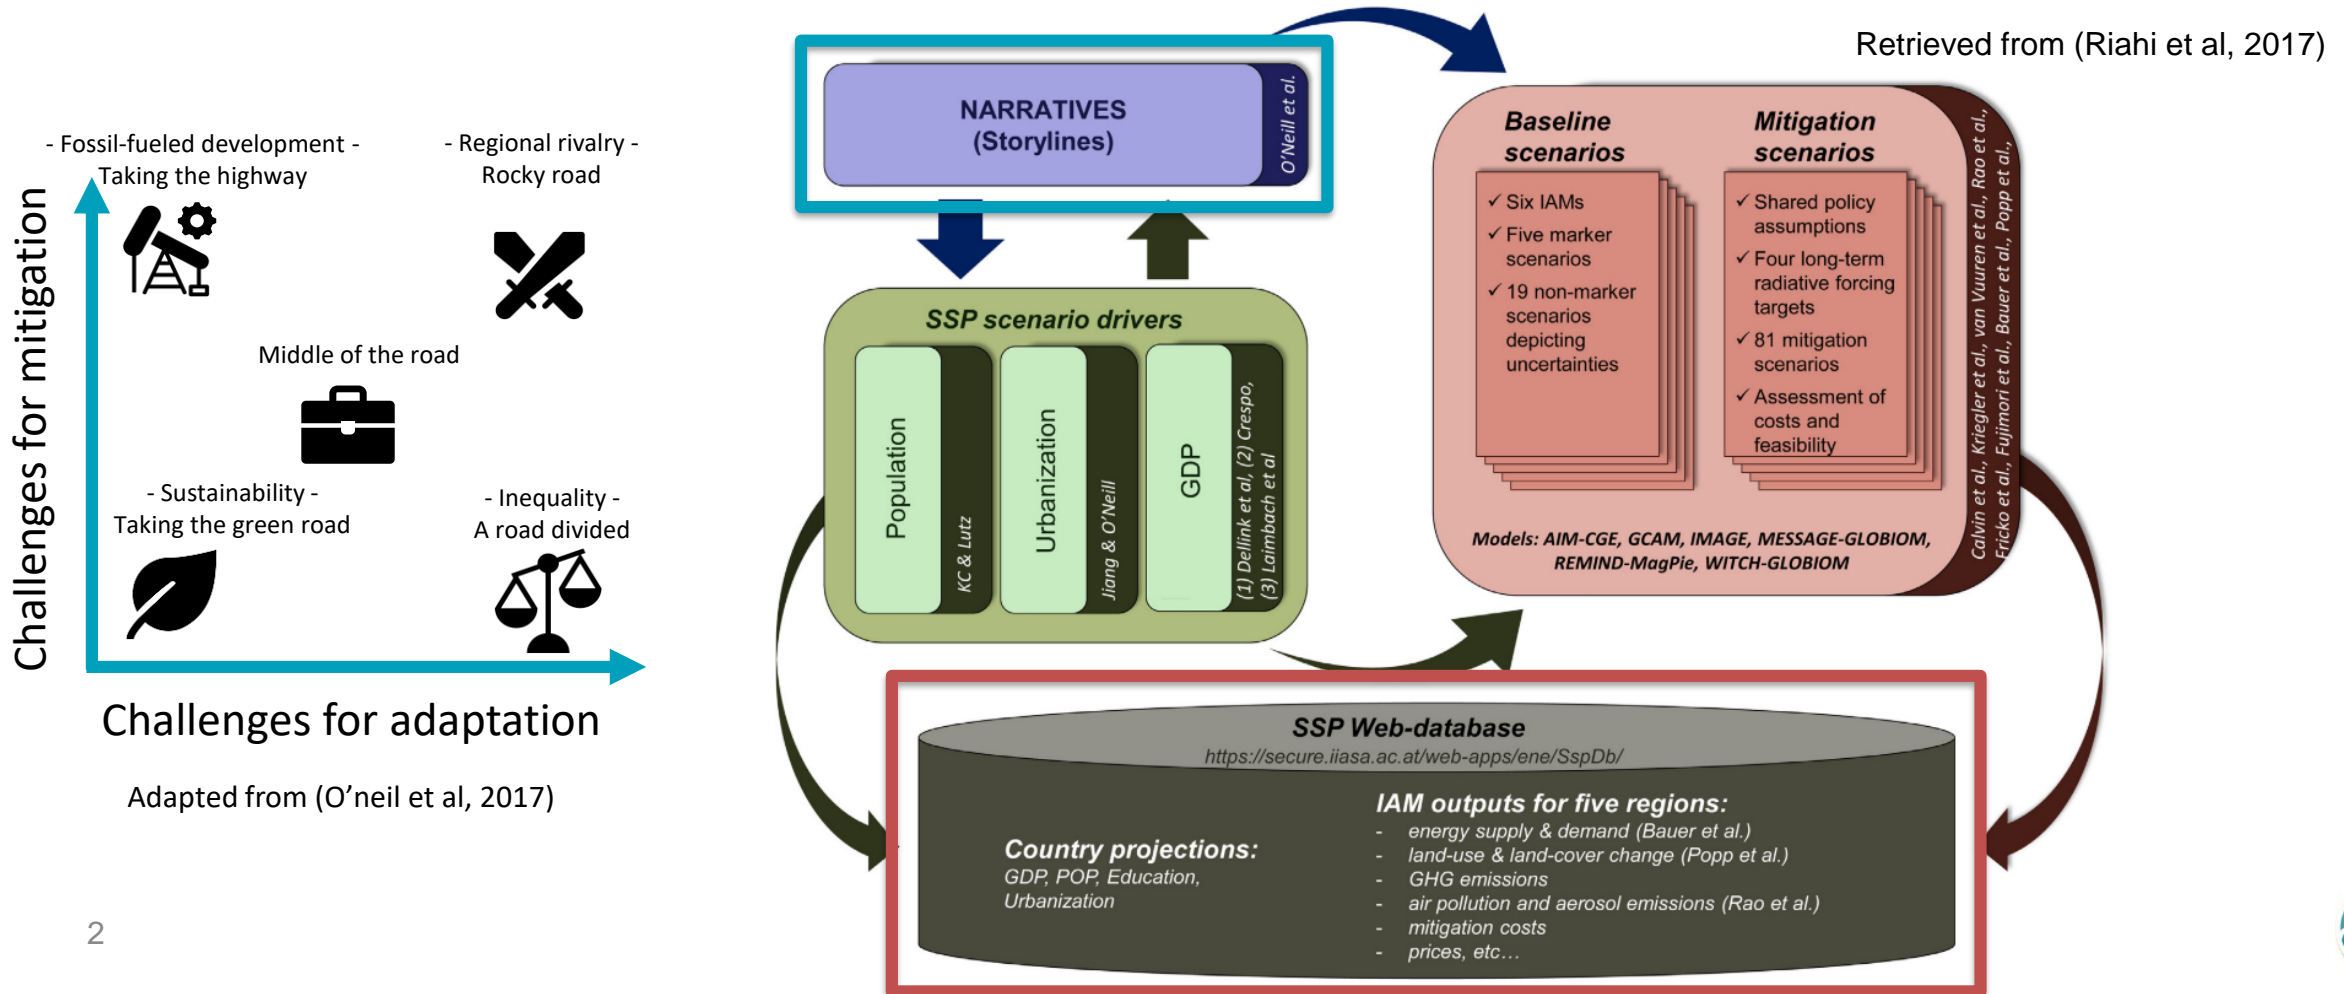 Retrieved from (Riahi et al, 2017)
- Fossil-fueled development -
Taking the highway
- Regional rivalry -
Rocky road
Middle of the road
- Sustainability -
Taking the green road
- Inequality -
A road divided
Challenges for mitigation
Challenges for adaptation
Adapted from (O'neil et al, 2017)
2
NARRATIVES
(Storylines)
O'Neill et al.
SSP scenario drivers
Population
KC & Lutz
Urbanization
Jiang & O'Neill
GDP
(1) Dellink et al, (2) Crespo,
(3) Laimbach et al
Baseline
scenarios
✓ Six IAMs
✓ Five marker
scenarios
✓ 19 non-marker
scenarios
depicting
uncertainties
Mitigation
scenarios
✓ Shared policy
assumptions
✓ Four long-term
radiative forcing
targets
✓ 81 mitigation
scenarios
✓ Assessment of
costs and
feasibility
Models: AIM-CGE, GCAM, IMAGE, MESSAGE-GLOBIOM,
REMIND-MagPie, WITCH-GLOBIOM
Calvin et al., Kriegler et al., van Vuuren et al., Rao et al.,
Fricko et al., Fujimori et al., Bauer et al., Popp et al.,
SSP Web-database
https://secure.iiasa.ac.at/web-apps/ene/SspDb/
Country projections:
GDP, POP, Education,
Urbanization
IAM outputs for five regions:
- energy supply & demand (Bauer et al.)
- land-use & land-cover change (Popp et al.)
- GHG emissions
- air pollution and aerosol emissions (Rao et al.)
- mitigation costs
- prices, etc…